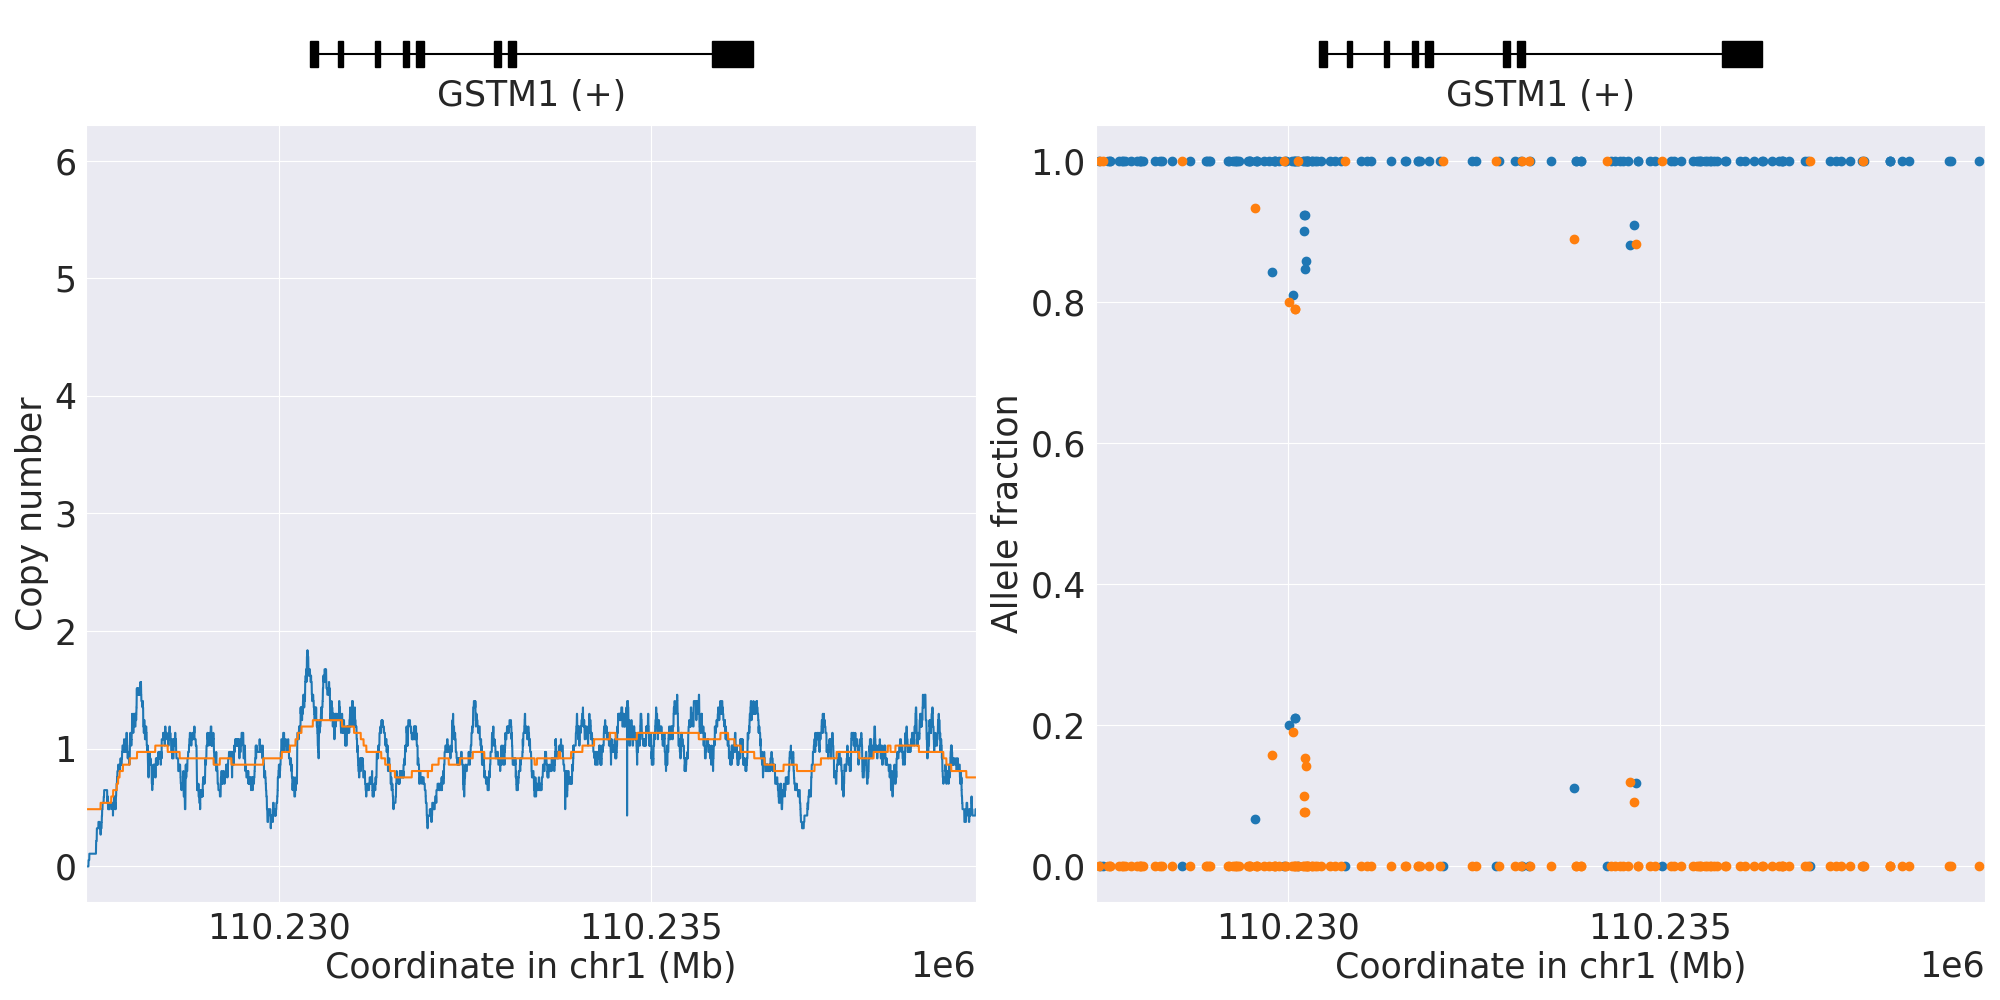 GSTM1 (+)
6
5
4
3
2
1
0
Copy number
110.230
110.235
Coordinate in chr1 (Mb)
1e6
GSTM1 (+)
1.0
0.8
0.6
0.4
0.2
0.0
Allele fraction
110.230
110.235
Coordinate in chr1 (Mb)
1e6